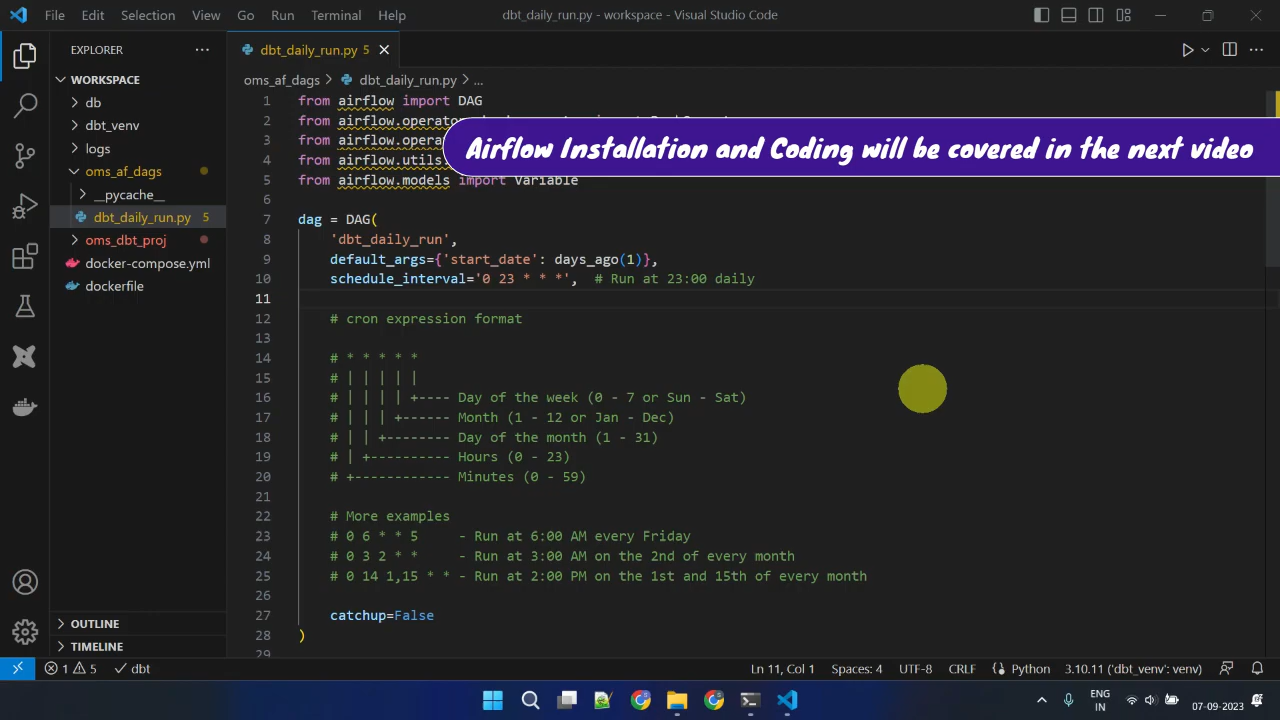 File Edit Selection View Go Run Terminal Help
dbt_daily_run.py - workspace - Visual Studio Code
EXPLORER
WORKSPACE
db
dbt_venv
logs
oms_af_dags
__pycache__
dbt_daily_run.py 5
oms_dbt_proj
docker-compose.yml
dockerfile
OUTLINE
TIMELINE
dbt_daily_run.py 5
oms_af_dags > dbt_daily_run.py > ...
Airflow Installation and Coding will be covered in the next video
1 from airflow import DAG
2 from
3 from
4 from
5 from airflow.models import Variable
6
7 dag = DAG(
8 'dbt_daily_run',
9 default_args={'start_date': days_ago(1)},
10 schedule_interval='0 23 * * *', # Run at 23:00 daily
11
12 # cron expression format
13
14 # * * * * *
15 # | | | | |
16 # | | | | +---- Day of the week (0 - 7 or Sun - Sat)
17 # | | | +------ Month (1 - 12 or Jan - Dec)
18 # | | +-------- Day of the month (1 - 31)
19 # | +---------- Hours (0 - 23)
20 # +------------ Minutes (0 - 59)
21
22 # More examples
23 # 0 6 * * 5 - Run at 6:00 AM every Friday
24 # 0 3 2 * * - Run at 3:00 AM on the 2nd of every month
25 # 0 14 1,15 * * - Run at 2:00 PM on the 1st and 15th of every month
26
27 catchup=False
28 )
29
1 5 dbt
Ln 11, Col 1 Spaces: 4 UTF-8 CRLF Python 3.10.11 ('dbt_venv': venv)
ENG
IN
07-09-2023